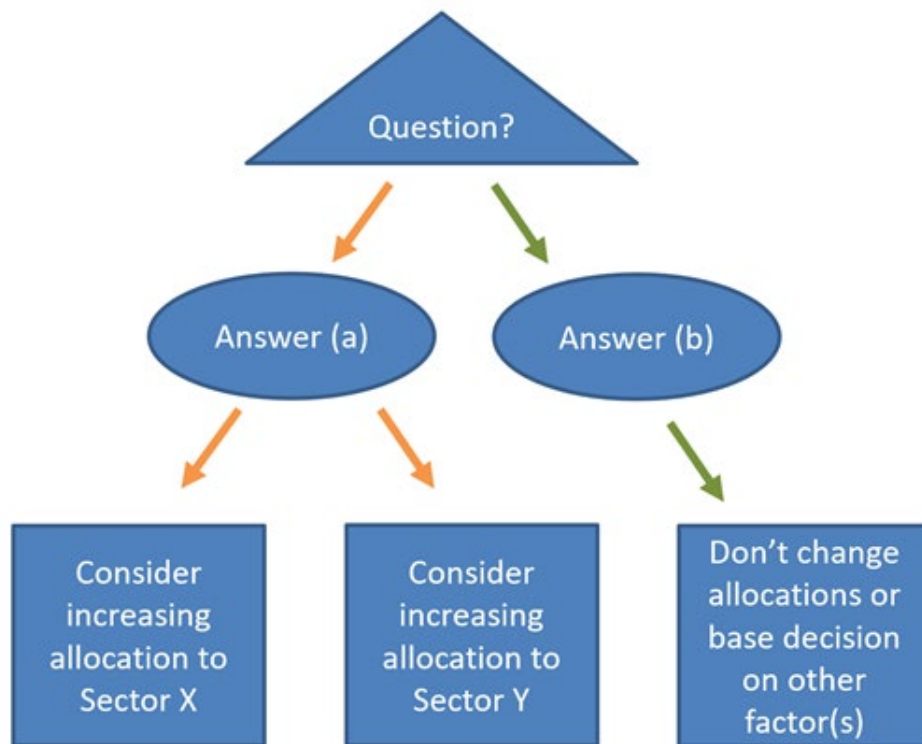 Question?
Answer (a)
Answer (b)
Consider
increasing
allocation to
Sector X
Consider
increasing
allocation to
Sector Y
Don’t change
allocations or
base decision
on other
factor(s)